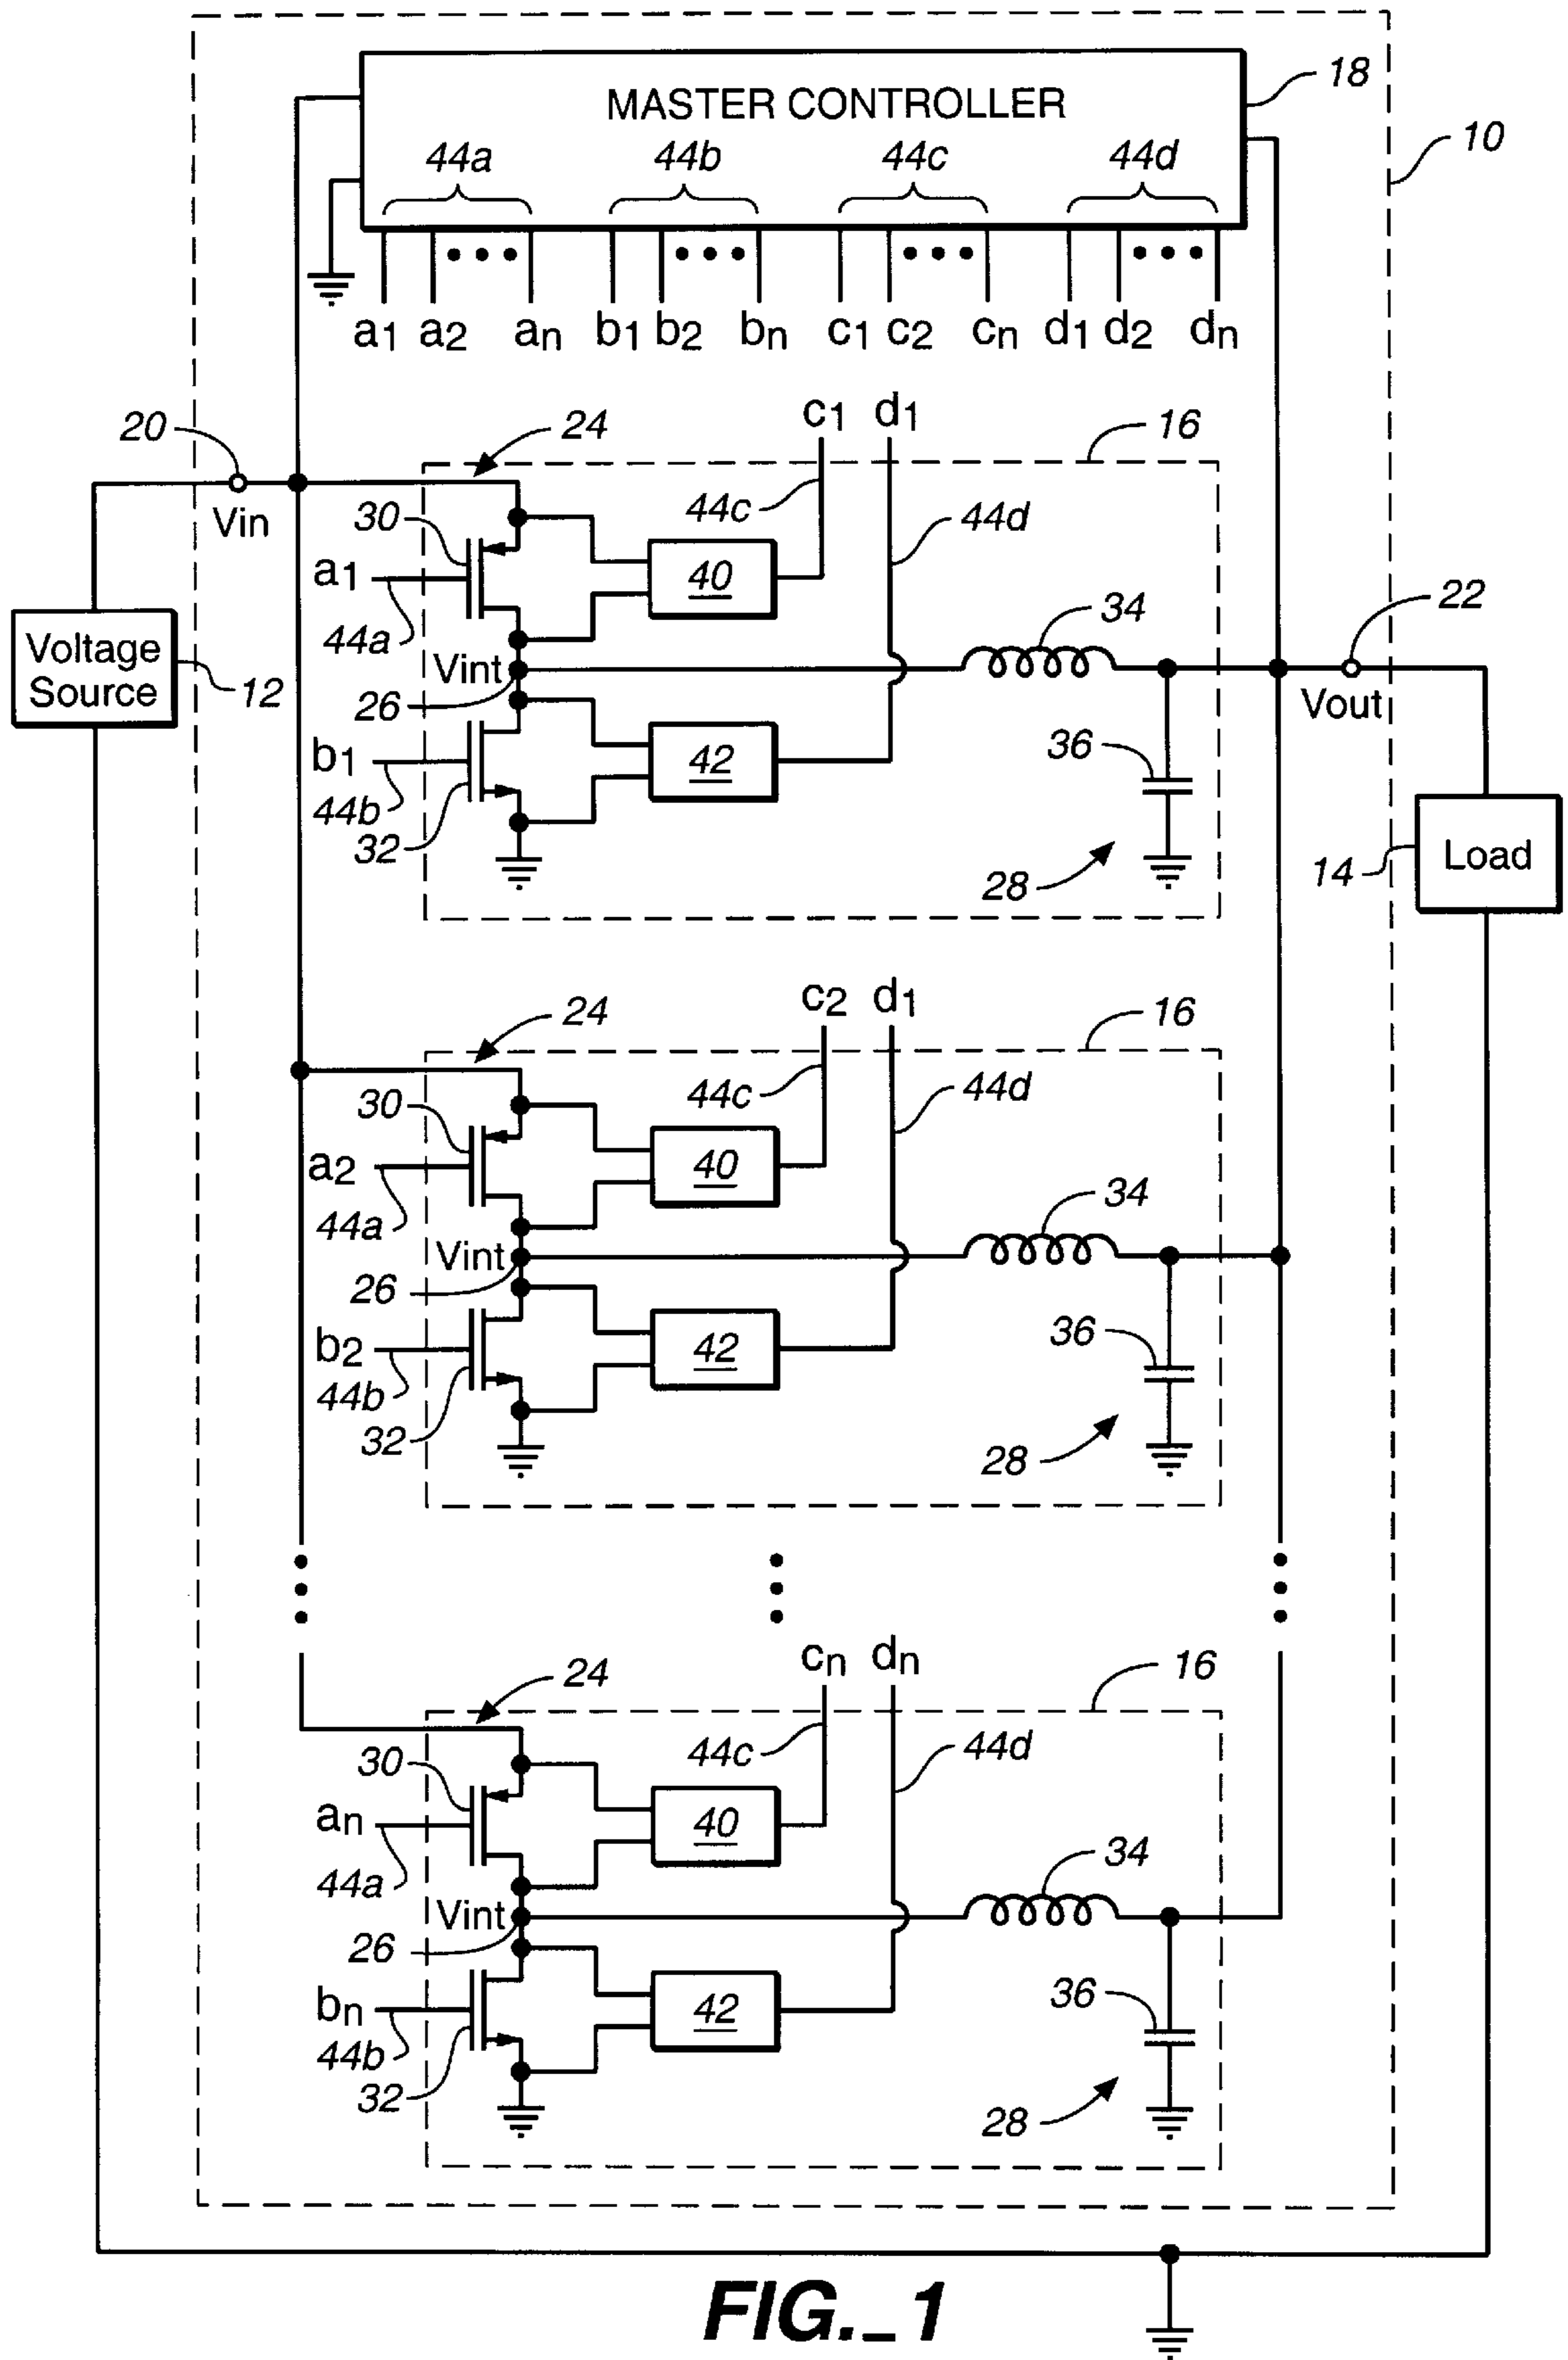 MASTER CONTROLLER
18
10
44a 44b 44c 44d
a1 a2 an b1 b2 bn c1 c2 cn d1 d2 dn
20
24
c1 d1
16
Vin
30
44c
44d
a1
40
44a
22
34
Voltage
Source
12
Vint
26
Vout
b1
42
36
44b
32
28
14
Load
c2 d1
24
16
30
44c
44d
a2
40
44a
34
Vint
26
b2
42
36
44b
32
28
cn dn
24
16
30
44c
44d
an
40
44a
34
Vint
26
bn
42
36
44b
32
28
FIG._1